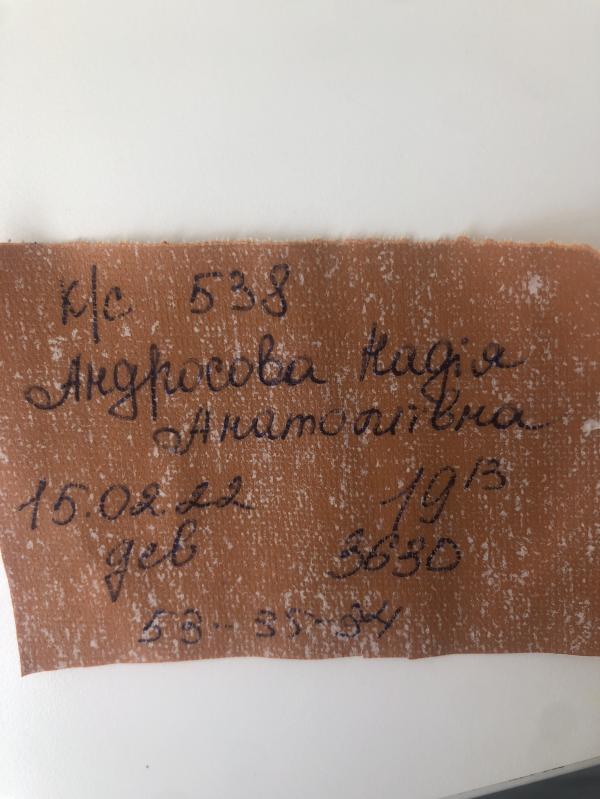 к/с 538
Андросова Надія
Анатоліївна
15.02.22 19¹³
дев 3630
53-35-34